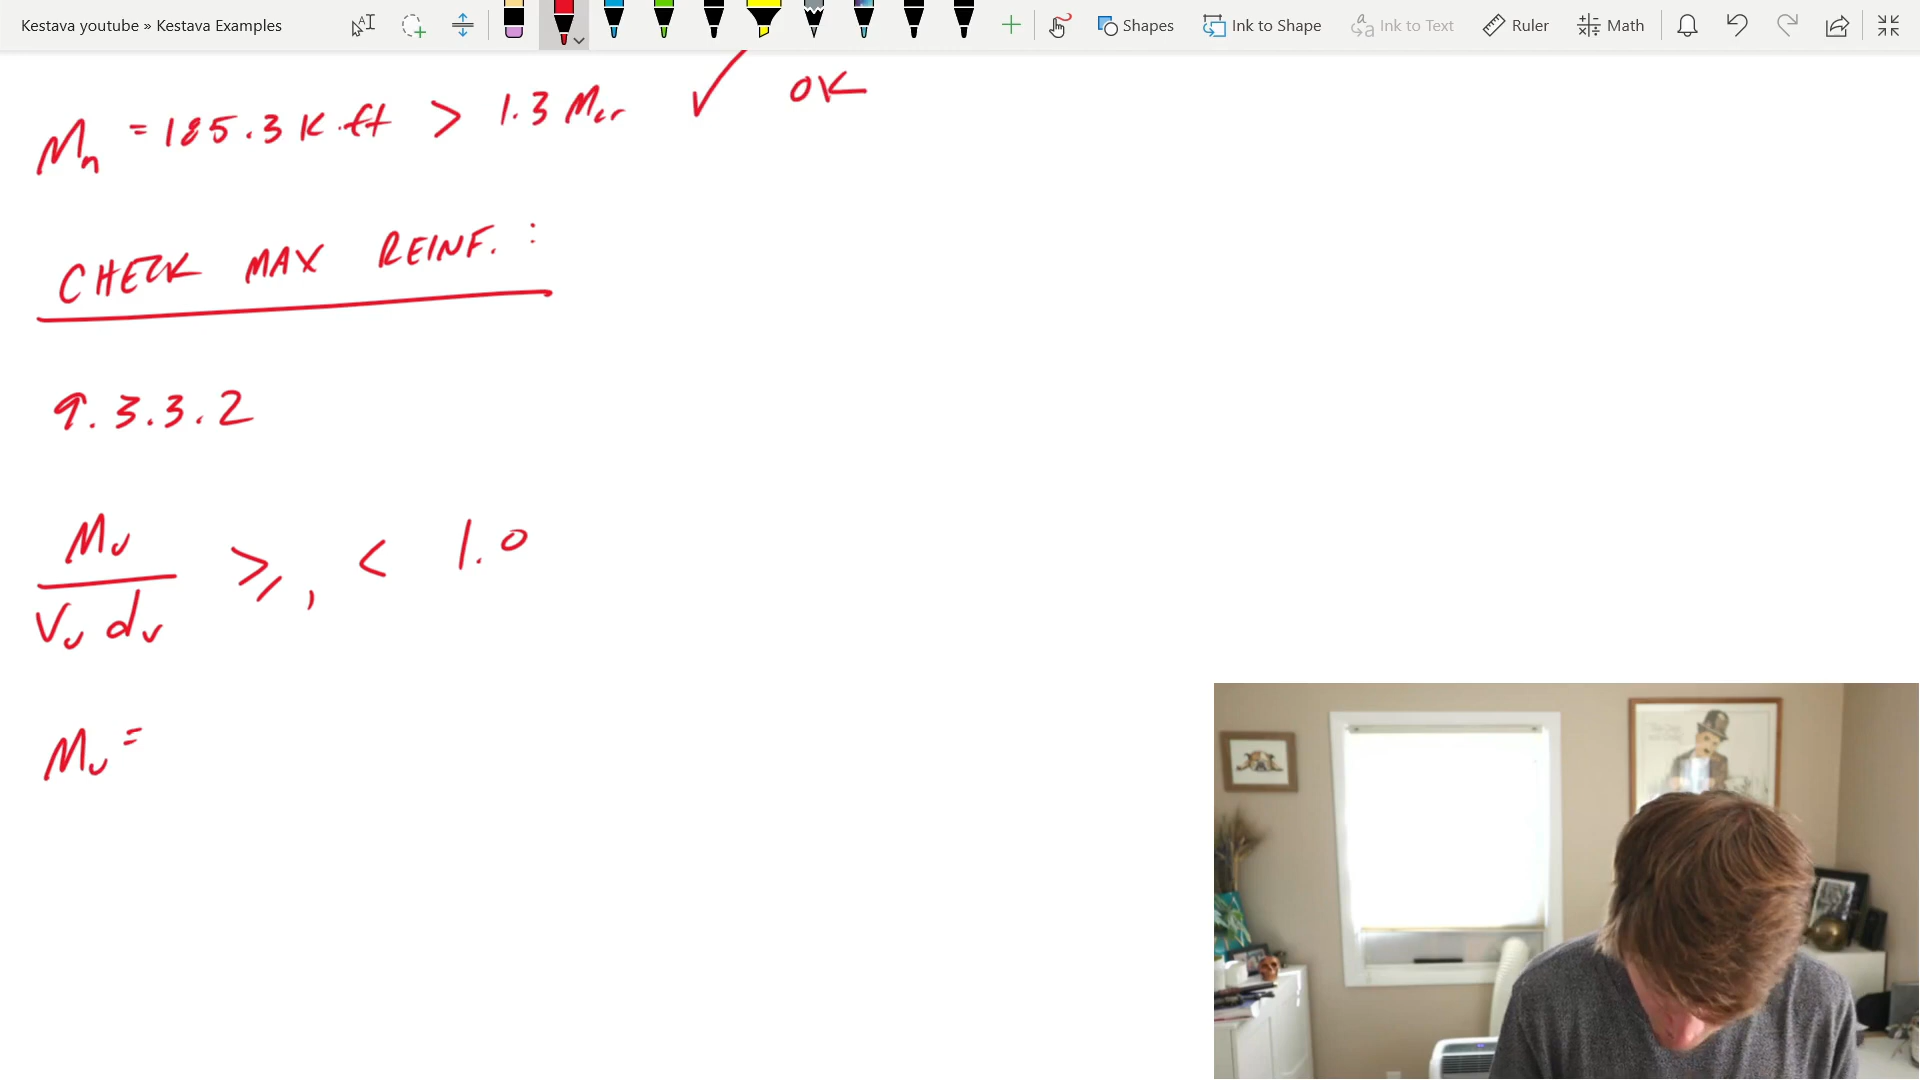 Kestava youtube » Kestava Examples Shapes Ink to Shape Ink to Text Ruler Math
Mn = 185.3 K·ft > 1.3 Mcr ✓ OK
CHECK MAX REINF. :
9.3.3.2
Mu / Vu dv ≥, < 1.0
Mu =